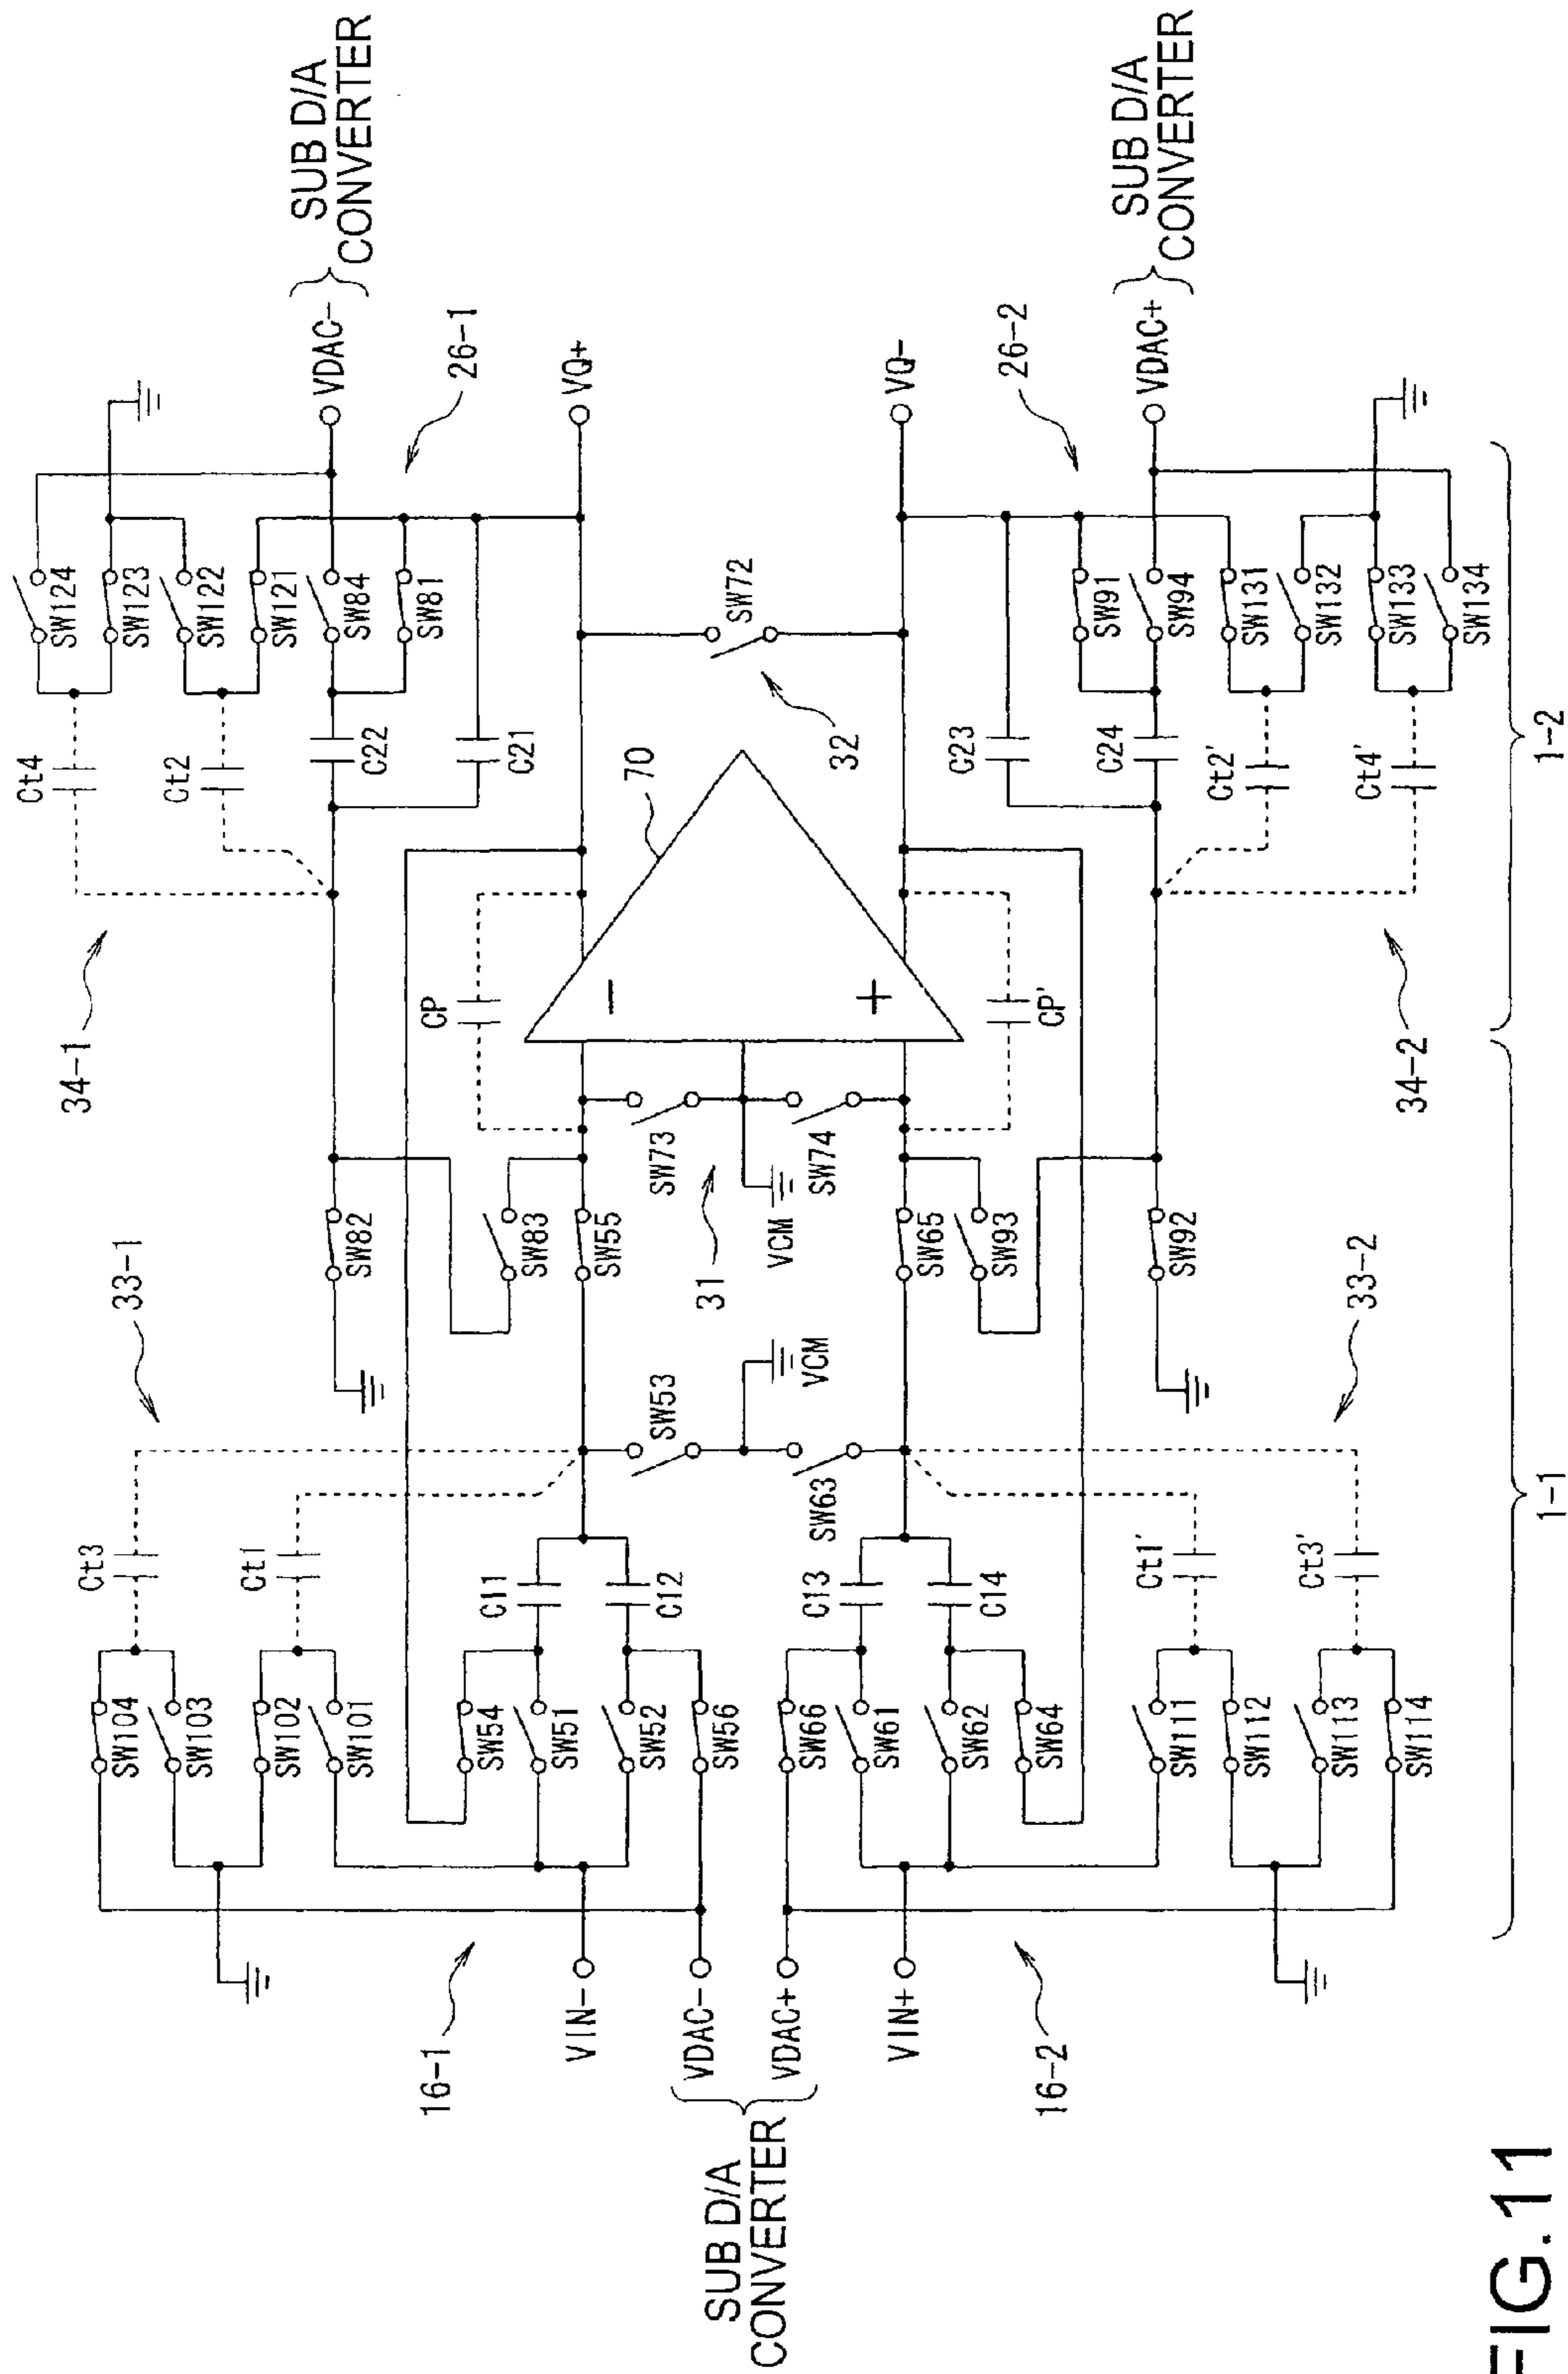 SUB D/A
CONVERTER
SUB D/A
CONVERTER
VDAC-
26-1
VQ+
VQ-
26-2
VDAC+
SW124
SW123
SW122
SW121
SW84
SW81
SW72
SW91
SW94
SW131
SW132
SW133
SW134
Ct4
Ct2
C22
C21
70
32
C23
C24
Ct2'
Ct4'
1-2
34-1
CP
−
+
CP'
34-2
33-1
SW82
SW83
SW55
SW73
31
VCM
SW74
SW65
SW93
SW92
33-2
SW53
VCM
SW63
Ct3
Ct1
C11
C12
C13
C14
Ct1'
Ct3'
1-1
SW104
SW103
SW102
SW101
SW54
SW51
SW52
SW56
SW66
SW61
SW62
SW64
SW111
SW112
SW113
SW114
16-1
VIN-
VDAC-
VDAC+
VIN+
16-2
SUB D/A
CONVERTER
FIG.11